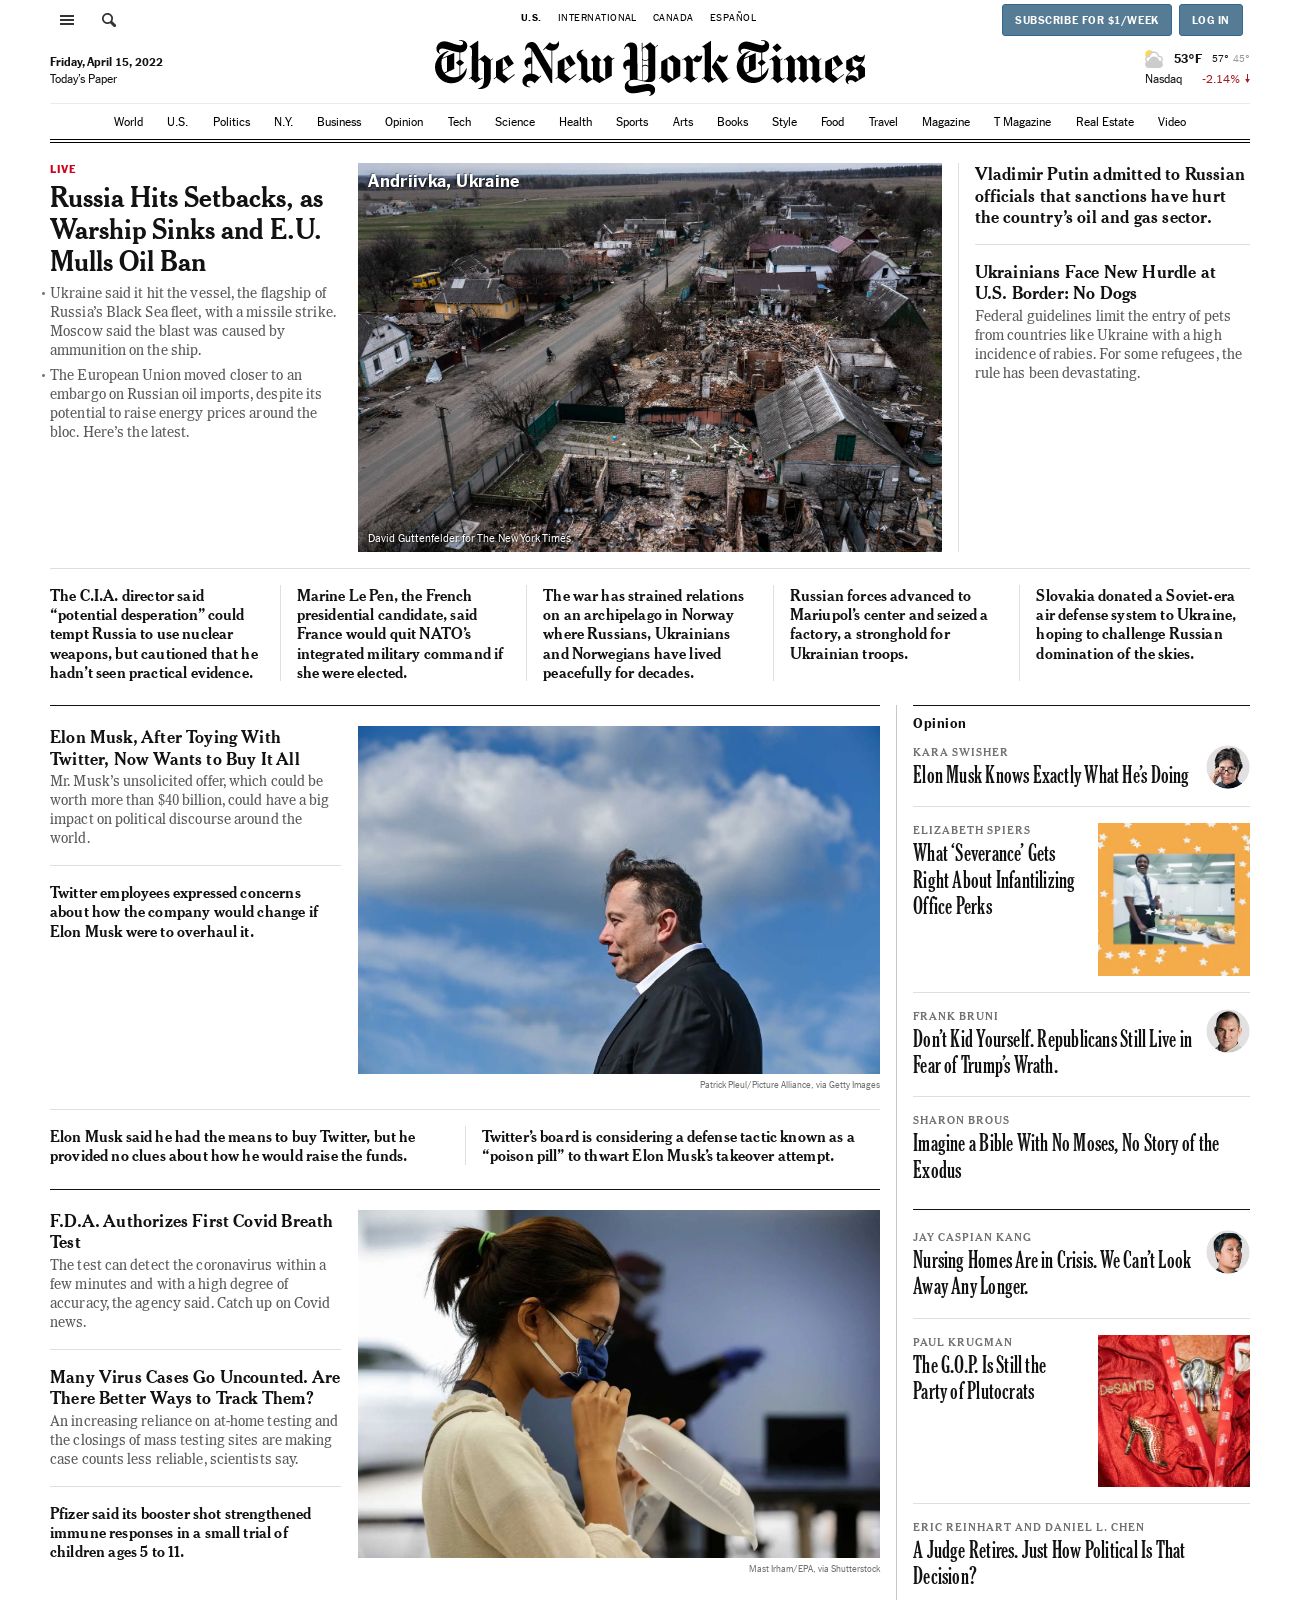 U.S. INTERNATIONAL CANADA ESPAÑOL
SUBSCRIBE FOR $1/WEEK
LOG IN
Friday, April 15, 2022
Today's Paper
The New York Times
53°F 57° 45°
Nasdaq -2.14%
World U.S. Politics N.Y. Business Opinion Tech Science Health Sports Arts Books Style Food Travel Magazine T Magazine Real Estate Video
LIVE
Russia Hits Setbacks, as
Warship Sinks and E.U.
Mulls Oil Ban
Ukraine said it hit the vessel, the flagship of
Russia's Black Sea fleet, with a missile strike.
Moscow said the blast was caused by
ammunition on the ship.
The European Union moved closer to an
embargo on Russian oil imports, despite its
potential to raise energy prices around the
bloc. Here's the latest.
Andriivka, Ukraine
David Guttenfelder for The New York Times
Vladimir Putin admitted to Russian
officials that sanctions have hurt
the country's oil and gas sector.
Ukrainians Face New Hurdle at
U.S. Border: No Dogs
Federal guidelines limit the entry of pets
from countries like Ukraine with a high
incidence of rabies. For some refugees, the
rule has been devastating.
The C.I.A. director said
“potential desperation” could
tempt Russia to use nuclear
weapons, but cautioned that he
hadn't seen practical evidence.
Marine Le Pen, the French
presidential candidate, said
France would quit NATO's
integrated military command if
she were elected.
The war has strained relations
on an archipelago in Norway
where Russians, Ukrainians
and Norwegians have lived
peacefully for decades.
Russian forces advanced to
Mariupol's center and seized a
factory, a stronghold for
Ukrainian troops.
Slovakia donated a Soviet-era
air defense system to Ukraine,
hoping to challenge Russian
domination of the skies.
Elon Musk, After Toying With
Twitter, Now Wants to Buy It All
Mr. Musk's unsolicited offer, which could be
worth more than $40 billion, could have a big
impact on political discourse around the
world.
Twitter employees expressed concerns
about how the company would change if
Elon Musk were to overhaul it.
Patrick Pleul/Picture Alliance, via Getty Images
Elon Musk said he had the means to buy Twitter, but he
provided no clues about how he would raise the funds.
Twitter's board is considering a defense tactic known as a
“poison pill” to thwart Elon Musk's takeover attempt.
F.D.A. Authorizes First Covid Breath
Test
The test can detect the coronavirus within a
few minutes and with a high degree of
accuracy, the agency said. Catch up on Covid
news.
Many Virus Cases Go Uncounted. Are
There Better Ways to Track Them?
An increasing reliance on at-home testing and
the closings of mass testing sites are making
case counts less reliable, scientists say.
Pfizer said its booster shot strengthened
immune responses in a small trial of
children ages 5 to 11.
Mast Irham/EPA, via Shutterstock
Opinion
KARA SWISHER
Elon Musk Knows Exactly What He's Doing
ELIZABETH SPIERS
What ‘Severance’ Gets
Right About Infantilizing
Office Perks
FRANK BRUNI
Don't Kid Yourself. Republicans Still Live in
Fear of Trump's Wrath.
SHARON BROUS
Imagine a Bible With No Moses, No Story of the
Exodus
JAY CASPIAN KANG
Nursing Homes Are in Crisis. We Can't Look
Away Any Longer.
PAUL KRUGMAN
The G.O.P. Is Still the
Party of Plutocrats
DeSANTIS
ERIC REINHART AND DANIEL L. CHEN
A Judge Retires. Just How Political Is That
Decision?